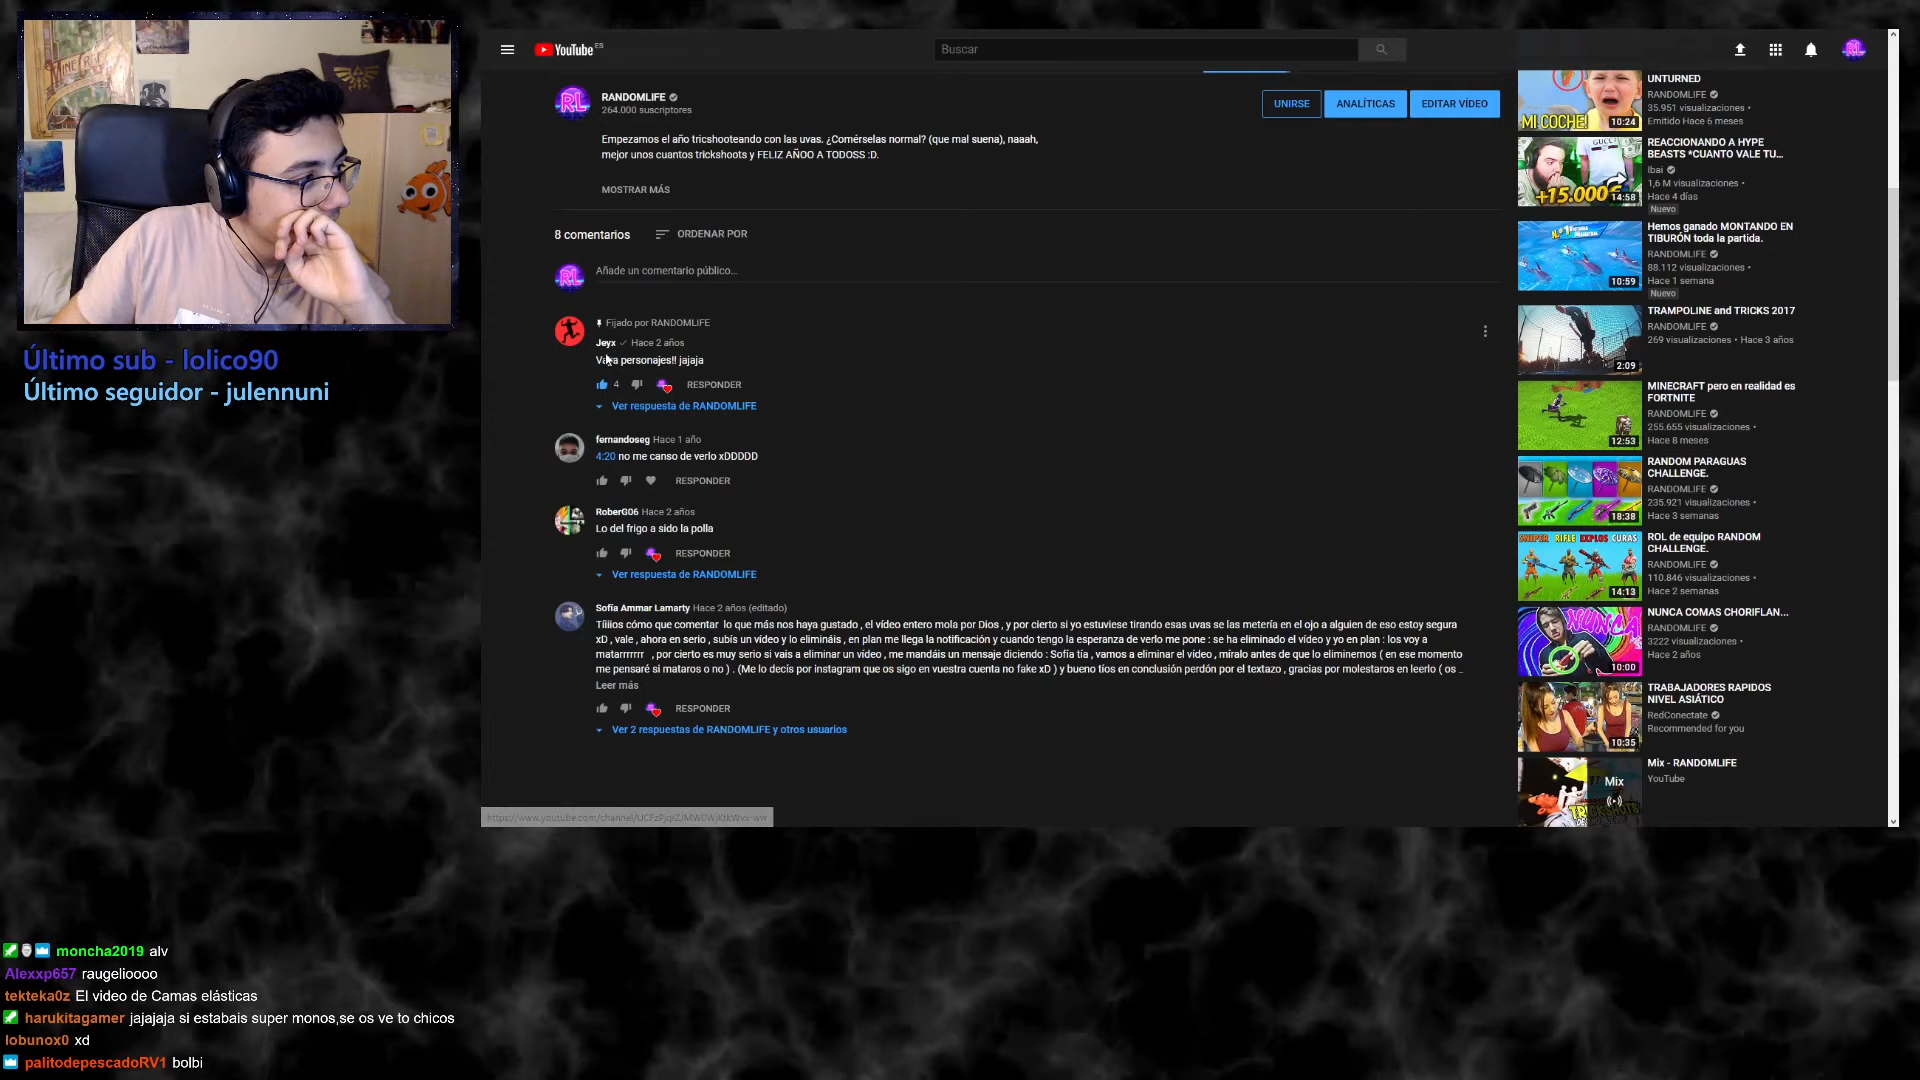 Último sub - lolico90
Último seguidor - julennuni
moncha2019 alv
Alexxp657 raugelioooo
tekteka0z El video de Camas elásticas
harukitagamer jajajaja si estabais super monos,se os ve to chicos
lobunox0 xd
palitodepescadoRV1 bolbi
YouTube ES
Buscar
RANDOMLIFE
264.000 suscriptores
UNIRSE
ANALÍTICAS
EDITAR VÍDEO
Empezamos el año tricshooteando con las uvas. ¿Comérselas normal? (que mal suena), naaah,
mejor unos cuantos trickshoots y FELIZ AÑOO A TODOSS :D.
MOSTRAR MÁS
8 comentarios
ORDENAR POR
Añade un comentario público...
Fijado por RANDOMLIFE
Jeyx Hace 2 años
personajes!! jajaja
4 RESPONDER
Ver respuesta de RANDOMLIFE
fernandoseg Hace 1 año
4:20 no me canso de verlo xDDDDD
RESPONDER
RoberG06 Hace 2 años
Lo del frigo a sido la polla
RESPONDER
Ver respuesta de RANDOMLIFE
Sofía Ammar Lamarty Hace 2 años (editado)
Tíiiios cómo que comentar lo que más nos haya gustado , el vídeo entero mola por Dios , y por cierto si yo estuviese tirando esas uvas se las metería en el ojo a alguien de eso estoy segura
xD , vale , ahora en serio , subís un vídeo y lo elimináis , en plan me llega la notificación y cuando tengo la esperanza de verlo me pone : se ha eliminado el vídeo y yo en plan : los voy a
matarrrrrrr , por cierto es muy serio si vais a eliminar un vídeo , me mandáis un mensaje diciendo : Sofía tía , vamos a eliminar el vídeo , míralo antes de que lo eliminemos ( en ese momento
me pensaré si mataros o no ) . (Me lo decís por instagram que os sigo en vuestra cuenta no fake xD ) y bueno tíos en conclusión perdón por el textazo , gracias por molestaros en leerlo ( os ...
Leer más
RESPONDER
Ver 2 respuestas de RANDOMLIFE y otros usuarios
MI COCHE!
10:24
UNTURNED
RANDOMLIFE
35.951 visualizaciones •
Emitido Hace 6 meses
GUCCI
+15.000€
14:58
REACCIONANDO A HYPE
BEASTS *CUANTO VALE TU...
Ibai
1,6 M visualizaciones •
Hace 4 días
Nuevo
10:59
Hemos ganado MONTANDO EN
TIBURÓN toda la partida.
RANDOMLIFE
88.112 visualizaciones •
Hace 1 semana
Nuevo
2:09
TRAMPOLINE and TRICKS 2017
RANDOMLIFE
269 visualizaciones • Hace 3 años
12:53
MINECRAFT pero en realidad es
FORTNITE
RANDOMLIFE
255.655 visualizaciones •
Hace 8 meses
18:38
RANDOM PARAGUAS
CHALLENGE.
RANDOMLIFE
235.921 visualizaciones •
Hace 3 semanas
SNIPER RIFLE EXPLOS CURAS
14:13
ROL de equipo RANDOM
CHALLENGE.
RANDOMLIFE
110.846 visualizaciones •
Hace 2 semanas
NUNCA
10:00
NUNCA COMAS CHORIFLAN...
RANDOMLIFE
3222 visualizaciones •
Hace 2 años
10:35
TRABAJADORES RAPIDOS
NIVEL ASIÁTICO
RedConectate
Recommended for you
Mix
Mix - RANDOMLIFE
YouTube